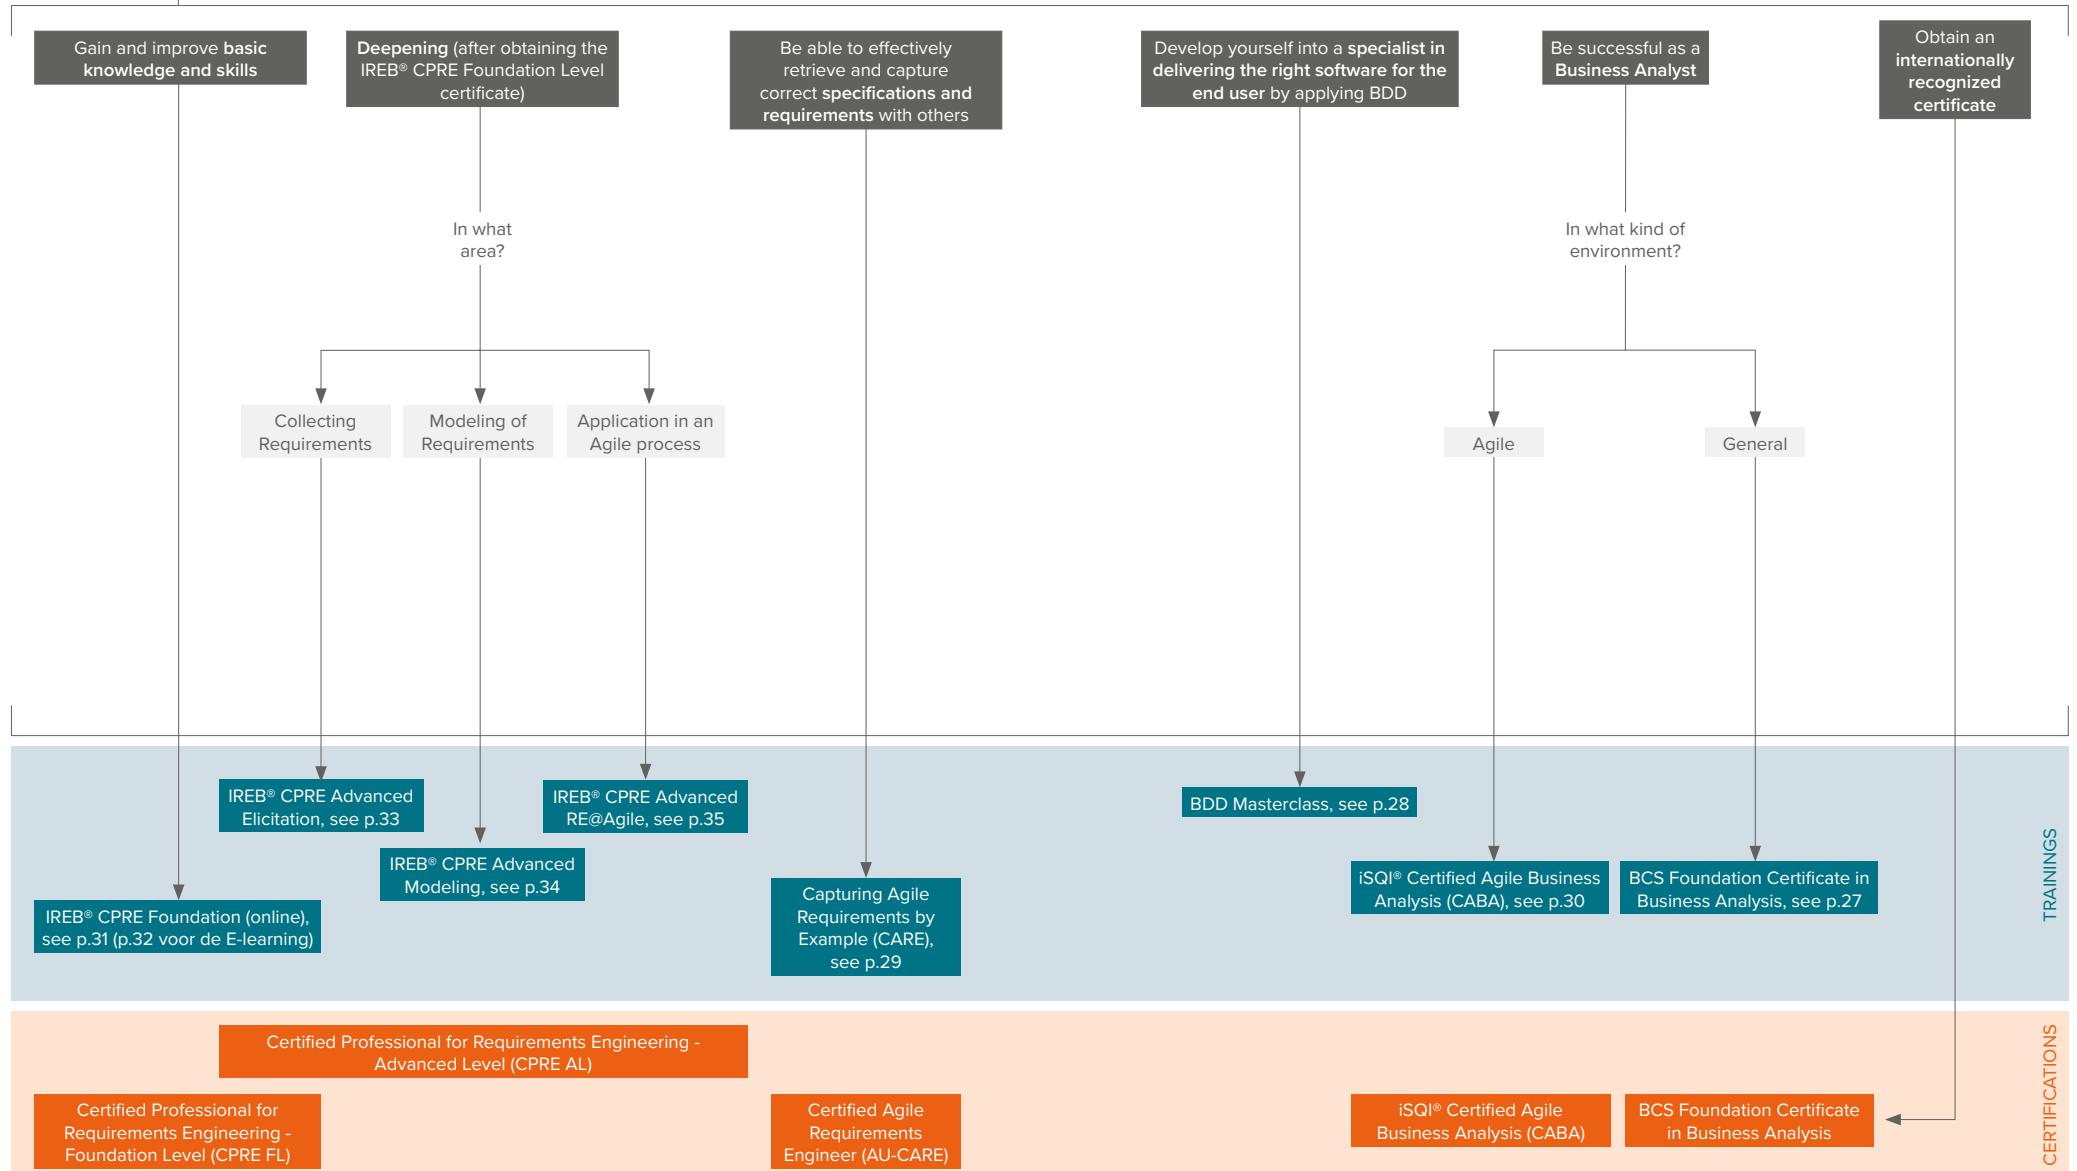 Gain and improve basic
knowledge and skills
Deepening (after obtaining the
IREB® CPRE Foundation Level
certificate)
Be able to effectively
retrieve and capture
correct specifications and
requirements with others
Develop yourself into a specialist in
delivering the right software for the
end user by applying BDD
Be successful as a
Business Analyst
Obtain an
internationally
recognized
certificate
In what
area?
In what kind of
environment?
Collecting
Requirements
Modeling of
Requirements
Application in an
Agile process
Agile
General
IREB® CPRE Advanced
Elicitation, see p.33
IREB® CPRE Advanced
RE@Agile, see p.35
BDD Masterclass, see p.28
IREB® CPRE Advanced
Modeling, see p.34
iSQI® Certified Agile Business
Analysis (CABA), see p.30
BCS Foundation Certificate in
Business Analysis, see p.27
IREB® CPRE Foundation (online),
see p.31 (p.32 voor de E-learning)
Capturing Agile
Requirements by
Example (CARE),
see p.29
TRAININGS
Certified Professional for Requirements Engineering -
Advanced Level (CPRE AL)
Certified Professional for
Requirements Engineering -
Foundation Level (CPRE FL)
Certified Agile
Requirements
Engineer (AU-CARE)
iSQI® Certified Agile
Business Analysis (CABA)
BCS Foundation Certificate
in Business Analysis
CERTIFICATIONS